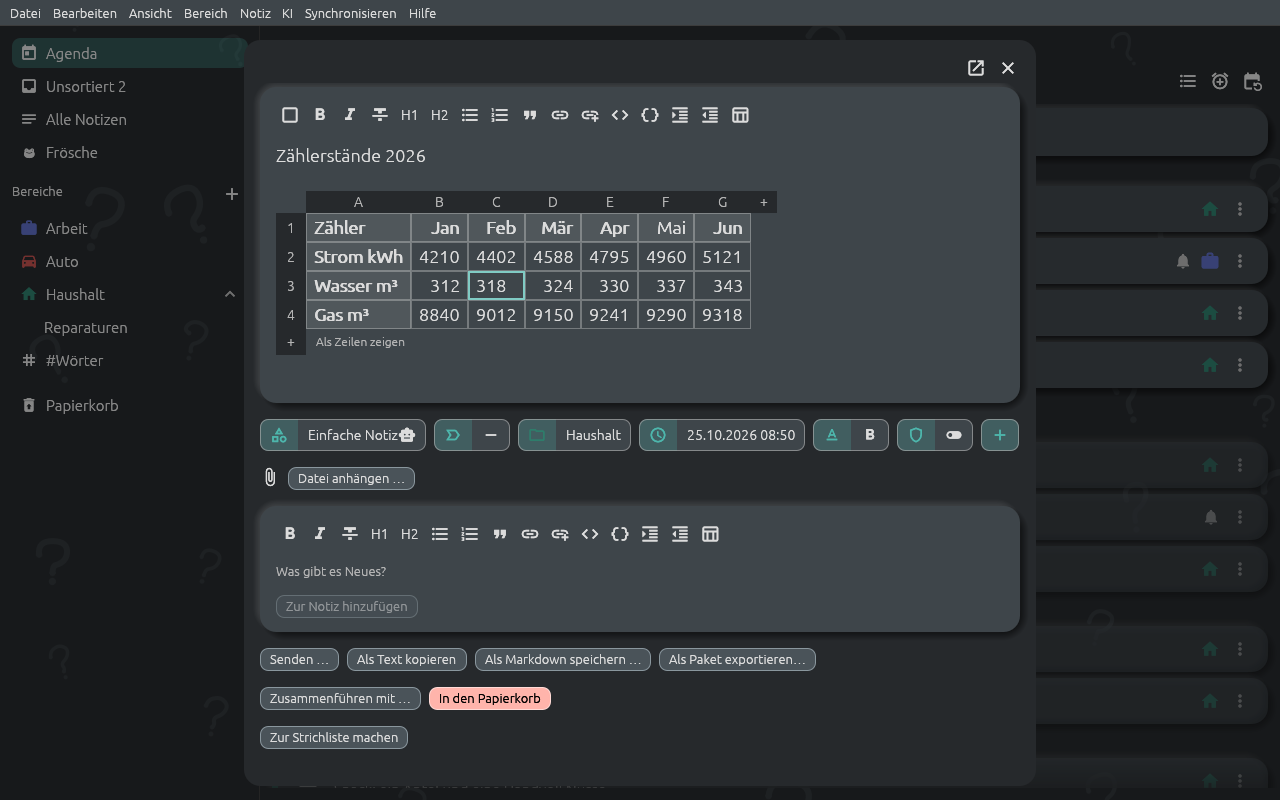 Datei Bearbeiten Ansicht Bereich Notiz KI Synchronisieren Hilfe
Agenda
Unsortiert 2
Alle Notizen
Frösche
Bereiche
Arbeit
Auto
Haushalt
Reparaturen
#Wörter
Papierkorb
H1 H2
Zählerstände 2026
A B C D E F G +
1 Zähler Jan Feb Mär Apr Mai Jun
2 Strom kWh 4210 4402 4588 4795 4960 5121
3 Wasser m³ 312 318 324 330 337 343
4 Gas m³ 8840 9012 9150 9241 9290 9318
+ Als Zeilen zeigen
Einfache Notiz – Haushalt 25.10.2026 08:50 A B
Datei anhängen …
B I H1 H2
Was gibt es Neues?
Zur Notiz hinzufügen
Senden … Als Text kopieren Als Markdown speichern … Als Paket exportieren…
Zusammenführen mit … In den Papierkorb
Zur Strichliste machen